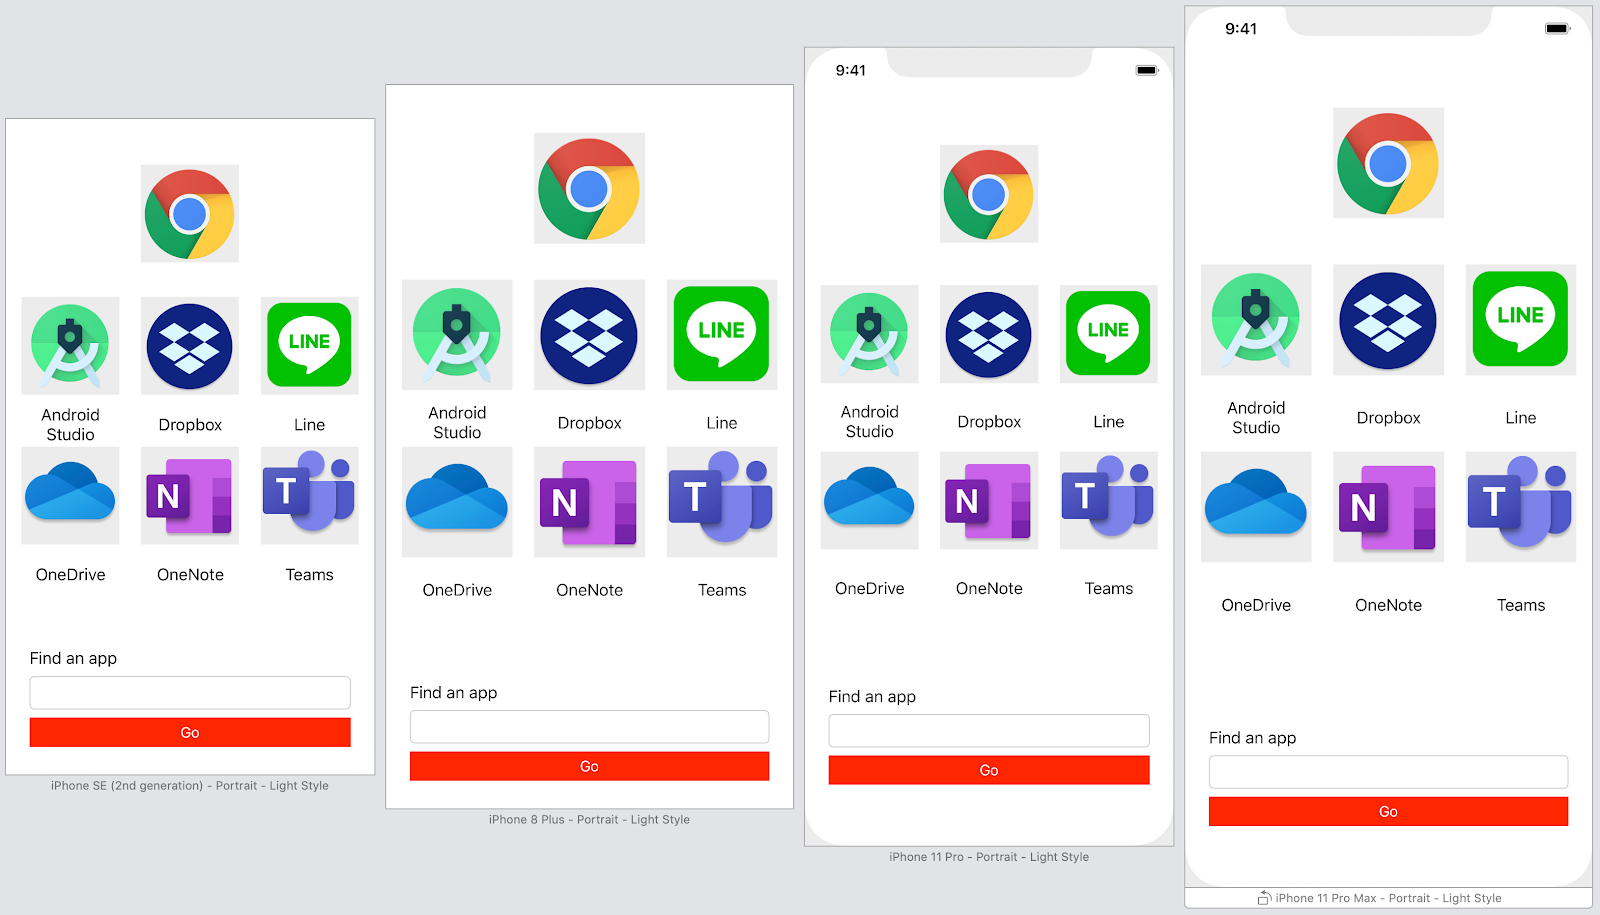 LINE
Android
Studio
Dropbox
Line
N
T
OneDrive
OneNote
Teams
Find an app
Go
iPhone SE (2nd generation) - Portrait - Light Style
LINE
Android
Studio
Dropbox
Line
N
T
OneDrive
OneNote
Teams
Find an app
Go
iPhone 8 Plus - Portrait - Light Style
9:41
LINE
Android
Studio
Dropbox
Line
N
T
OneDrive
OneNote
Teams
Find an app
Go
iPhone 11 Pro - Portrait - Light Style
9:41
LINE
Android
Studio
Dropbox
Line
N
T
OneDrive
OneNote
Teams
Find an app
Go
iPhone 11 Pro Max - Portrait - Light Style